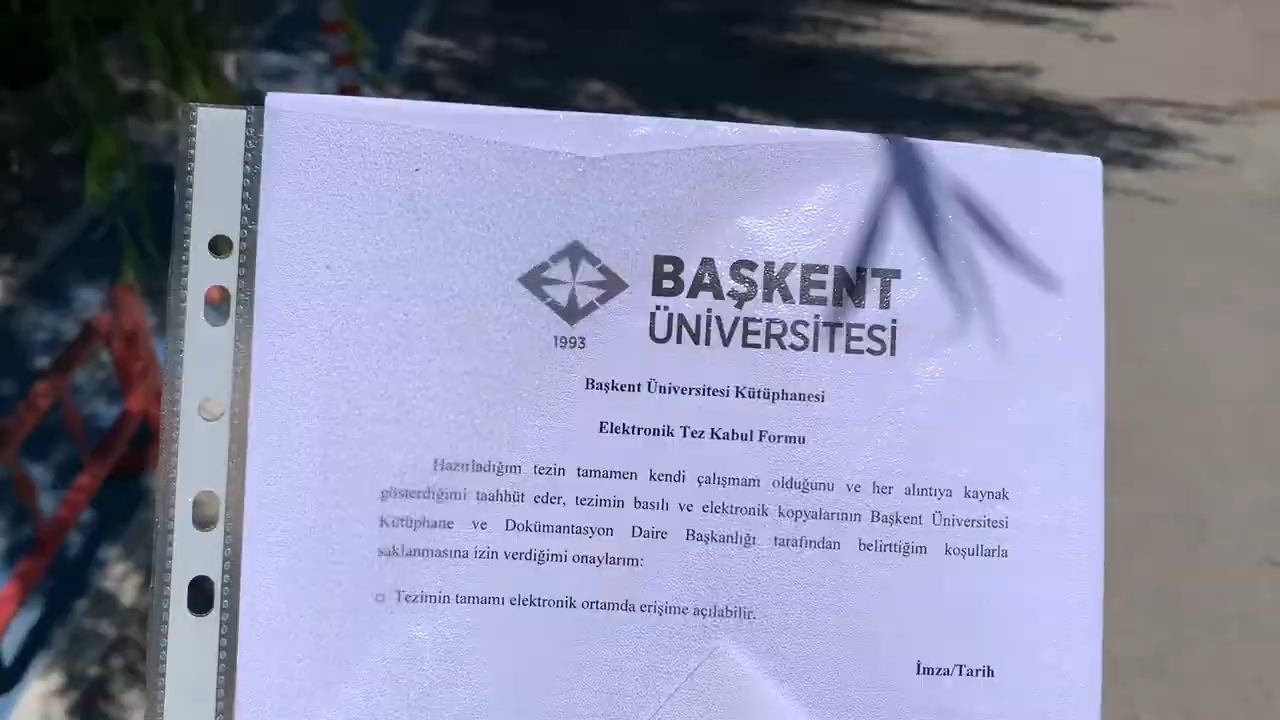 BAŞKENT
ÜNİVERSİTESİ
1993
Başkent Üniversitesi Kütüphanesi
Elektronik Tez Kabul Formu
Hazırladığım tezin tamamen kendi çalışmam olduğunu ve her alıntıya kaynak
gösterdiğimi taahhüt eder, tezimin basılı ve elektronik kopyalarının Başkent Üniversitesi
Kütüphane ve Dokümantasyon Daire Başkanlığı tarafından belirttiğim koşullarla
saklanmasına izin verdiğimi onaylarım:
□ Tezimin tamamı elektronik ortamda erişime açılabilir.
İmza/Tarih